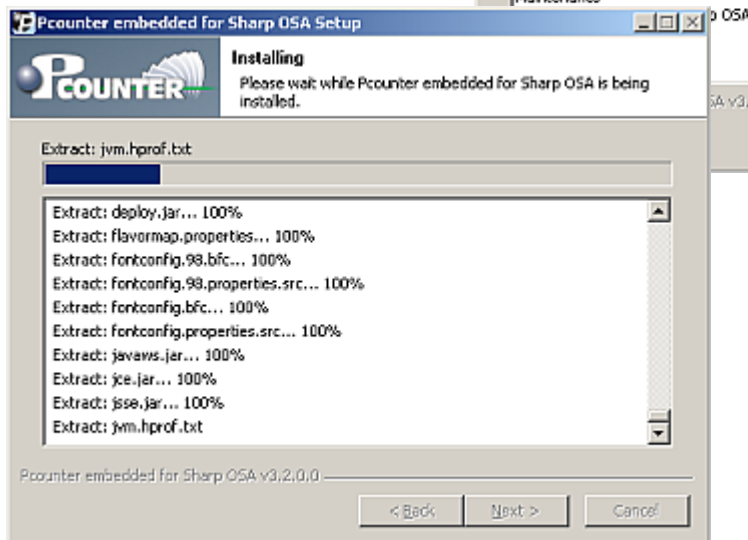 Pcounter embedded for Sharp OSA Setup
PCOUNTER
Installing
Please wait while Pcounter embedded for Sharp OSA is being
installed.
Extract: jvm.hprof.txt
Extract: deploy.jar... 100%
Extract: flavormap.properties... 100%
Extract: fontconfig.98.bfc... 100%
Extract: fontconfig.98.properties.src... 100%
Extract: fontconfig.bfc... 100%
Extract: fontconfig.properties.src... 100%
Extract: javaws.jar... 100%
Extract: jce.jar... 100%
Extract: jsse.jar... 100%
Extract: jvm.hprof.txt
Pcounter embedded for Sharp OSA v3.2.0.0
< Back
Next >
Cancel
OSA